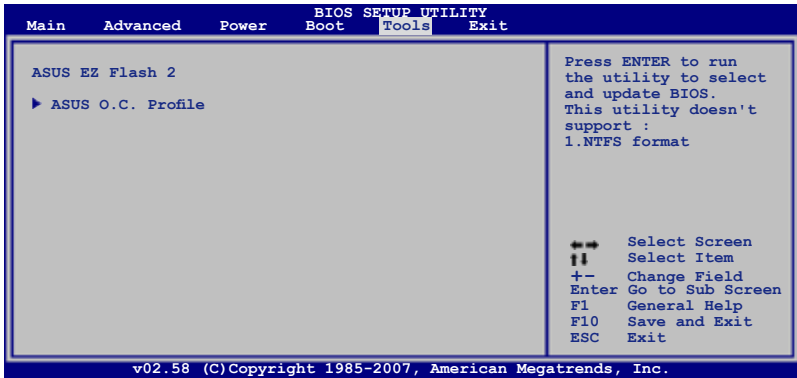 BIOS SETUP UTILITY
Main Advanced Power Boot Tools Exit
ASUS EZ Flash 2
ASUS O.C. Profile
Press ENTER to run
the utility to select
and update BIOS.
This utility doesn't
support :
1.NTFS format
←→ Select Screen
↑↓ Select Item
+- Change Field
Enter Go to Sub Screen
F1 General Help
F10 Save and Exit
ESC Exit
v02.58 (C)Copyright 1985-2007, American Megatrends, Inc.